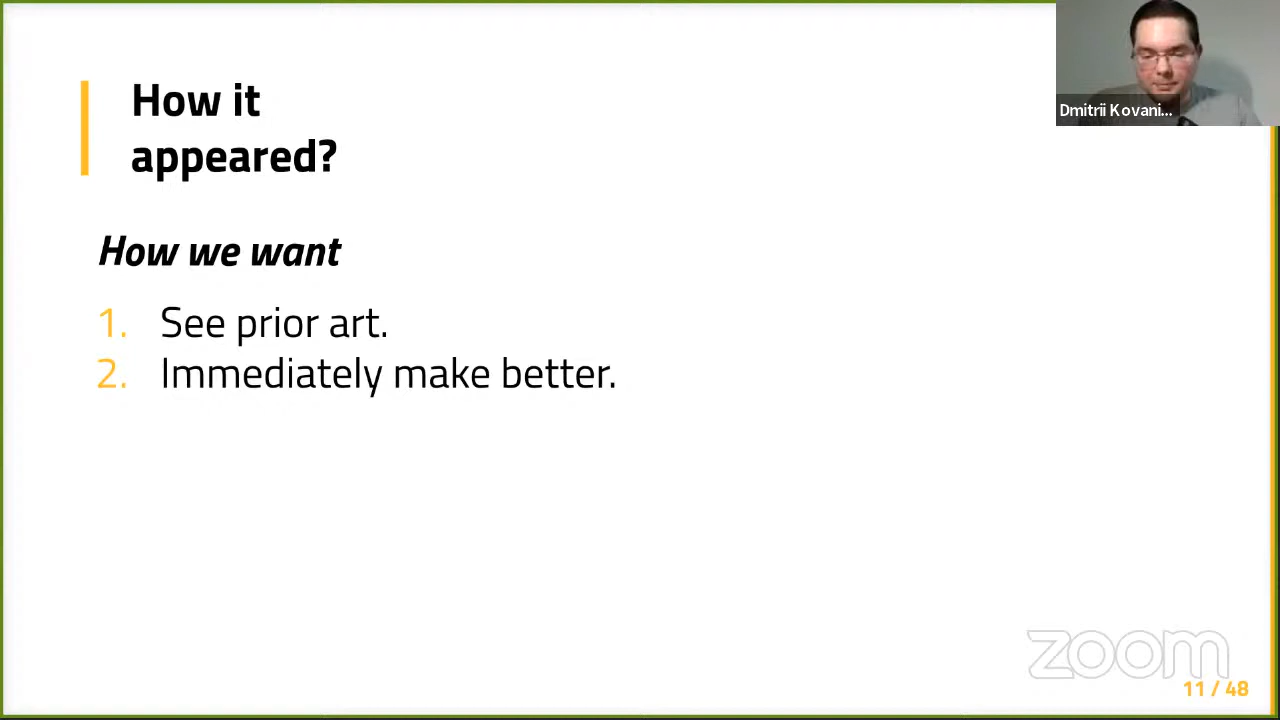 How it
appeared?
Dmitrii Kovani...
How we want
1. See prior art.
2. Immediately make better.
zoom
11 / 48